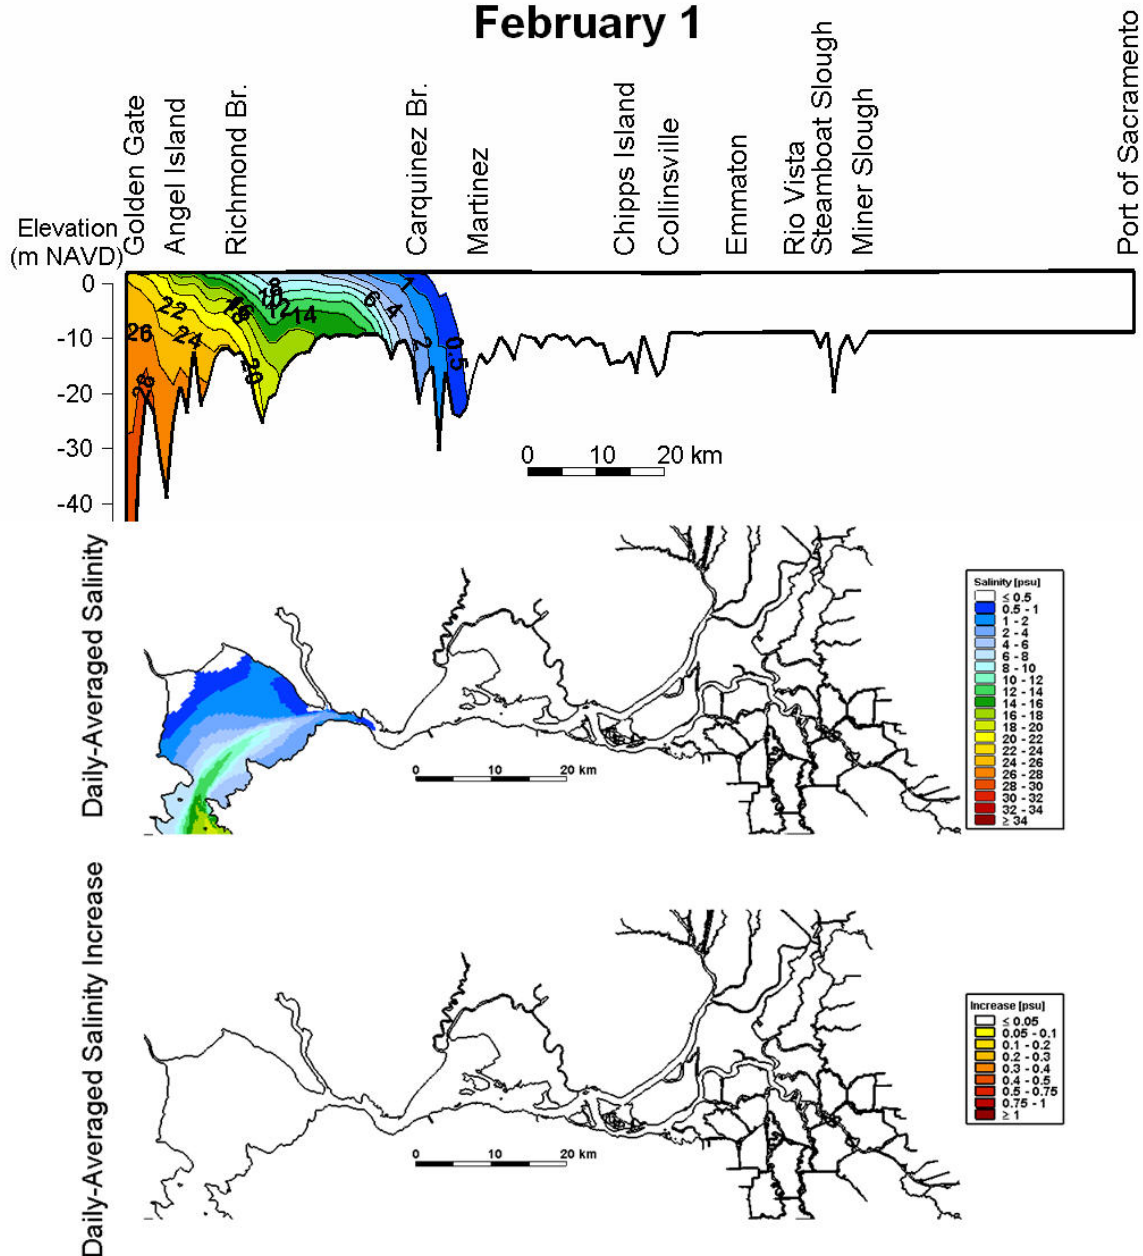 February 1
Golden Gate
Angel Island
Richmond Br.
Carquinez Br.
Martinez
Chipps Island
Collinsville
Emmaton
Rio Vista
Steamboat Slough
Miner Slough
Port of Sacramento
Elevation
(m NAVD)
0
-10
-20
-30
-40
26
28
22
24
20
10
12
14
6
4
2
1
0.5
0 10 20 km
Daily-Averaged Salinity
0 10 20 km
Salinity [psu]
≤ 0.5
0.5 - 1
1 - 2
2 - 4
4 - 6
6 - 8
8 - 10
10 - 12
12 - 14
14 - 16
16 - 18
18 - 20
20 - 22
22 - 24
24 - 26
26 - 28
28 - 30
30 - 32
32 - 34
≥ 34
Daily-Averaged Salinity Increase
0 10 20 km
Increase [psu]
≤ 0.05
0.05 - 0.1
0.1 - 0.2
0.2 - 0.3
0.3 - 0.4
0.4 - 0.5
0.5 - 0.75
0.75 - 1
≥ 1